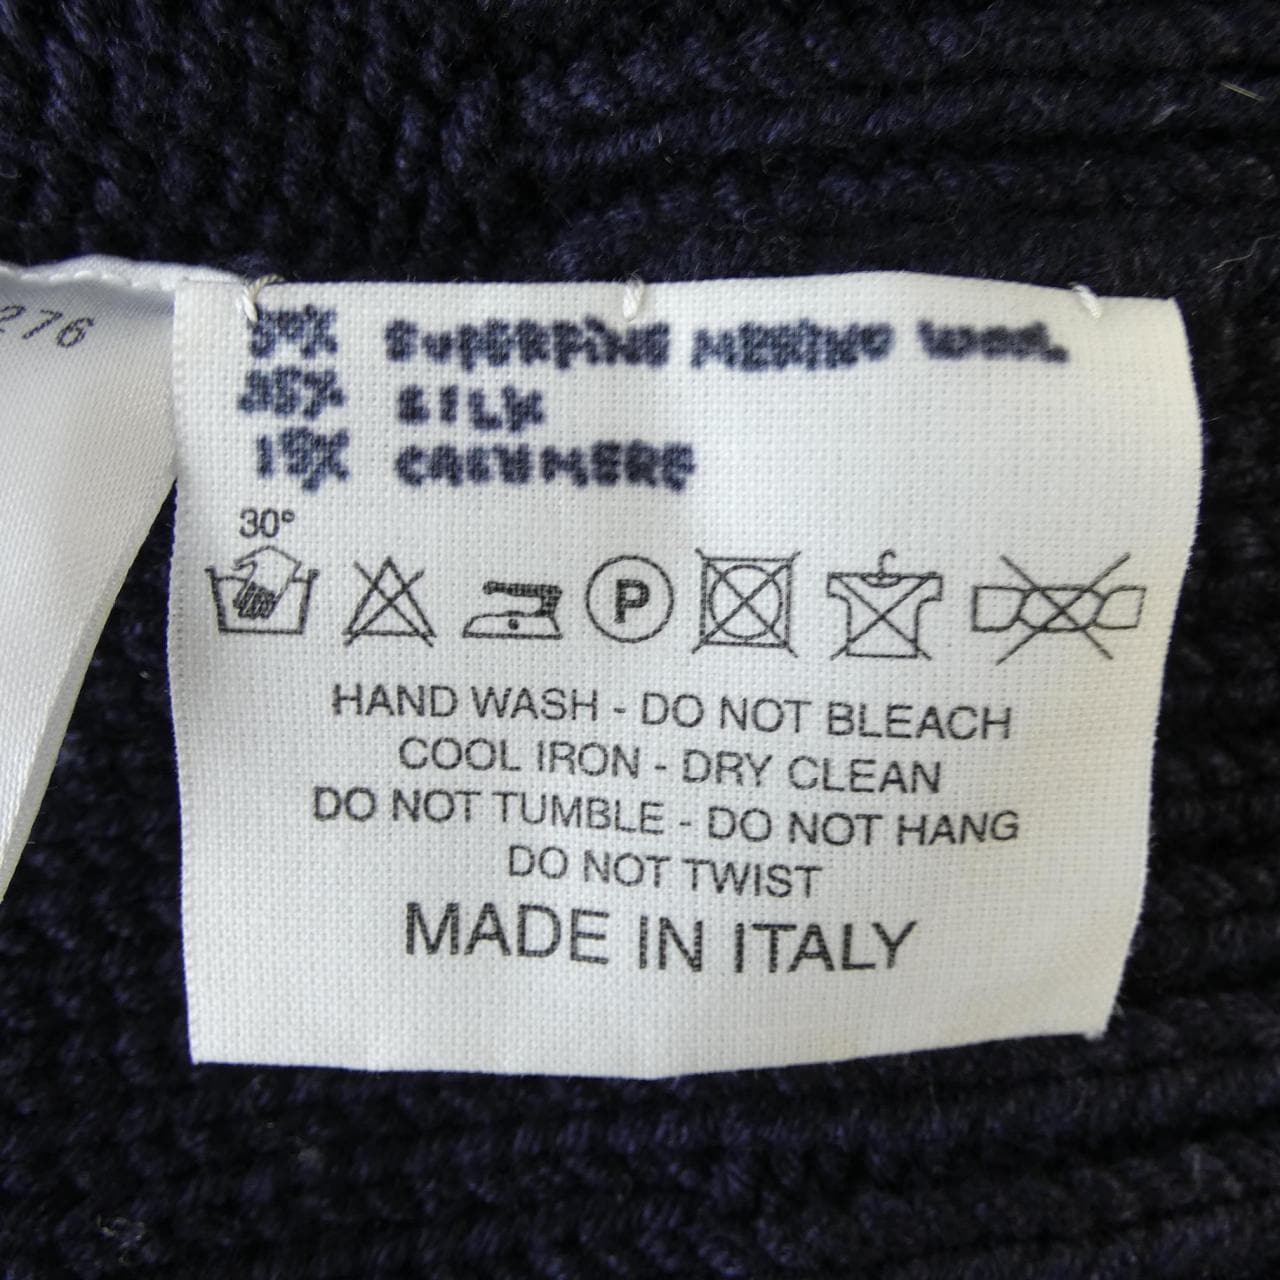 276
SUPERFINE MERINO WOOL
SILK
CASHMERE
30°
P
HAND WASH - DO NOT BLEACH
COOL IRON - DRY CLEAN
DO NOT TUMBLE - DO NOT HANG
DO NOT TWIST
MADE IN ITALY